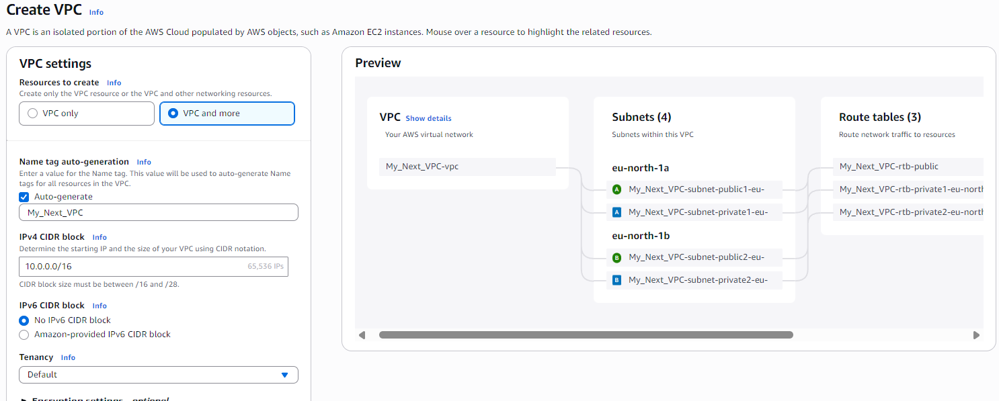 Create VPC Info
A VPC is an isolated portion of the AWS Cloud populated by AWS objects, such as Amazon EC2 instances. Mouse over a resource to highlight the related resources.
VPC settings
Resources to create Info
Create only the VPC resource or the VPC and other networking resources.
VPC only
VPC and more
Name tag auto-generation Info
Enter a value for the Name tag. This value will be used to auto-generate Name
tags for all resources in the VPC.
Auto-generate
My_Next_VPC
IPv4 CIDR block Info
Determine the starting IP and the size of your VPC using CIDR notation.
10.0.0.0/16 65,536 IPs
CIDR block size must be between /16 and /28.
IPv6 CIDR block Info
No IPv6 CIDR block
Amazon-provided IPv6 CIDR block
Tenancy Info
Default
Encryption settings - optional
Preview
VPC Show details
Your AWS virtual network
My_Next_VPC-vpc
Subnets (4)
Subnets within this VPC
eu-north-1a
A My_Next_VPC-subnet-public1-eu-
A My_Next_VPC-subnet-private1-eu-
eu-north-1b
B My_Next_VPC-subnet-public2-eu-
B My_Next_VPC-subnet-private2-eu-
Route tables (3)
Route network traffic to resources
My_Next_VPC-rtb-public
My_Next_VPC-rtb-private1-eu-north
My_Next_VPC-rtb-private2-eu-north